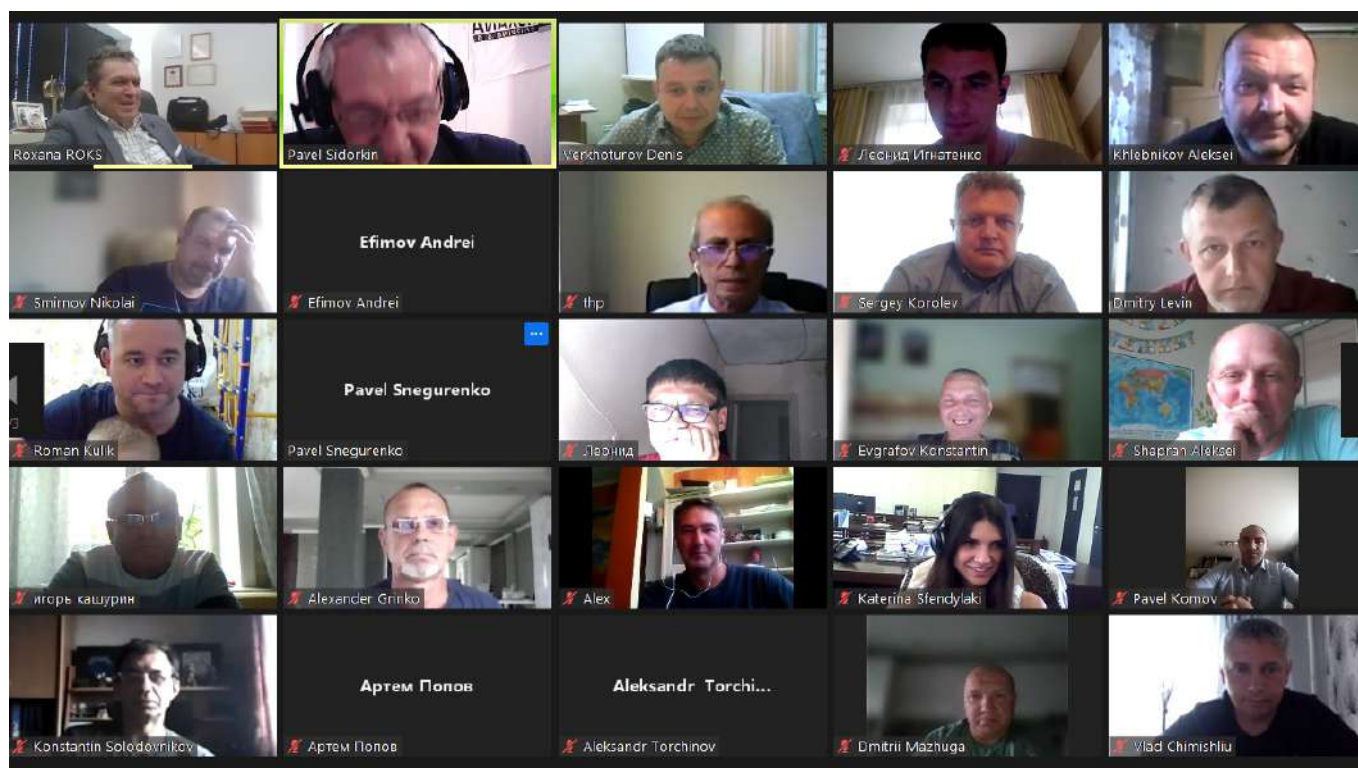 Roxana ROKS
Pavel Sidorkin
Verkhoturov Denis
Леонид Игнатенко
Khlebnikov Aleksei
Smirnov Nikolai
Efimov Andrei
Efimov Andrei
thp
Sergey Korolev
Dmitry Levin
Roman Kulik
Pavel Snegurenko
Pavel Snegurenko
Леонид
Evgrafov Konstantin
Shapran Aleksei
игорь кашурин
Alexander Grinko
Alex
Katerina Sfendylaki
Pavel Komov
Konstantin Solodovnikov
Артем Попов
Артем Попов
Aleksandr Torchi...
Aleksandr Torchinov
Dmitrii Mazhuga
Vlad Chimishliu